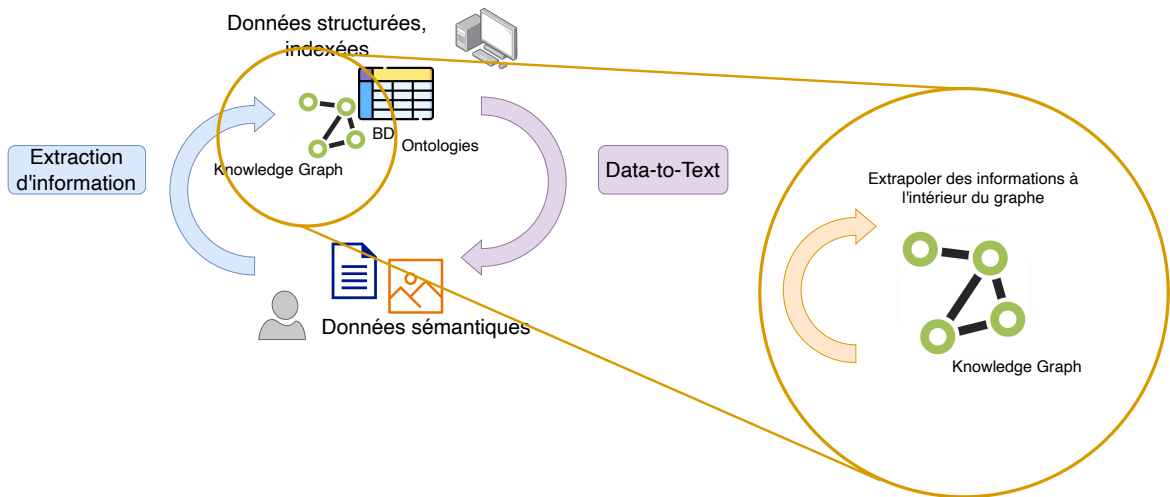 Données structurées,
indexées
BD
Ontologies
Knowledge Graph
Extraction
d'information
Data-to-Text
Données sémantiques
Extrapoler des informations à
l'intérieur du graphe
Knowledge Graph